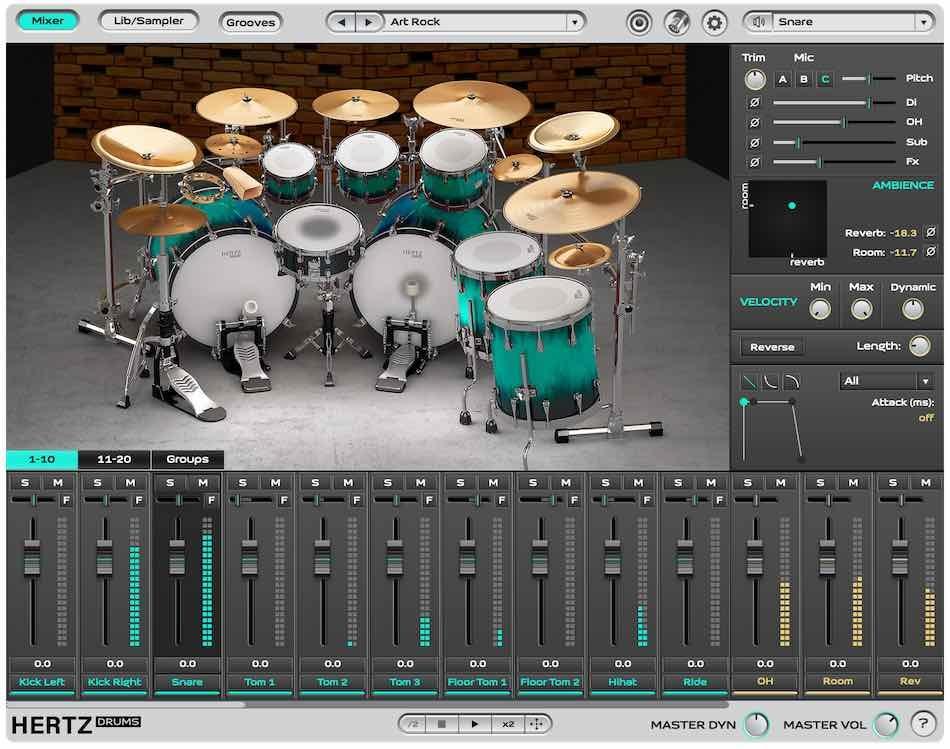 Mixer Lib/Sampler Grooves Art Rock Snare
Trim Mic
A B C Pitch
Di
OH
Sub
Fx
AMBIENCE
room
Reverb: -18.3
Room: -11.7
reverb
VELOCITY Min Max Dynamic
Reverse Length:
All
Attack (ms):
off
HERTZ HERTZ
1-10 11-20 Groups
S M S M S M S M S M S M S M S M S M S M S M S M S M
F F F F F F F F F F
0.0 0.0 0.0 0.0 0.0 0.0 0.0 0.0 0.0 0.0 0.0 0.0 0.0
Kick Left Kick Right Snare Tom 1 Tom 2 Tom 3 Floor Tom 1 Floor Tom 2 Hihat Ride OH Room Rev
HERTZ DRUMS /2 x2 MASTER DYN MASTER VOL ?